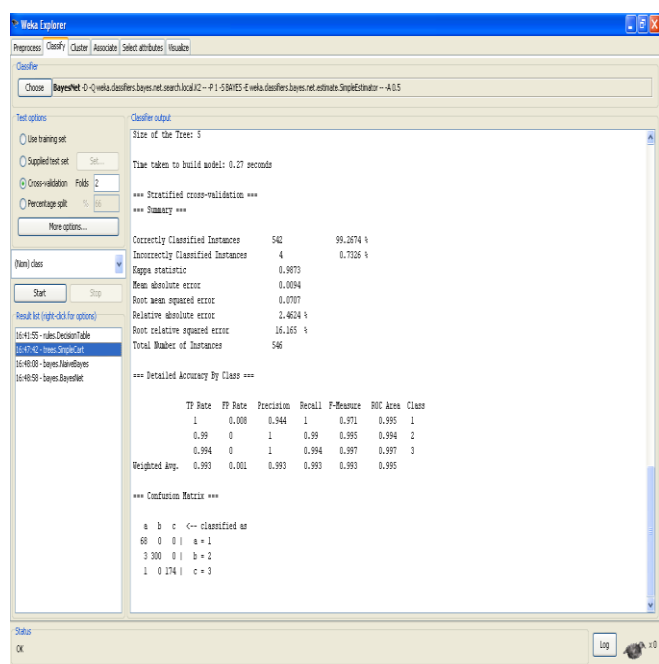 Weka Explorer
Preprocess Classify Cluster Associate Select attributes Visualize
Classifier
Choose BayesNet -D -Q weka.classifiers.bayes.net.search.local.K2 -- -P 1 -S BAYES -E weka.classifiers.bayes.net.estimate.SimpleEstimator -- -A 0.5
Test options
Use training set
Supplied test set Set...
Cross-validation Folds 2
Percentage split % 66
More options...
(Nom) class
Start Stop
Result list (right-click for options)
16:41:55 - rules.DecisionTable
16:47:42 - trees.SimpleCart
16:48:08 - bayes.NaiveBayes
16:48:58 - bayes.BayesNet
Classifier output
Size of the Tree: 5
Time taken to build model: 0.27 seconds
=== Stratified cross-validation ===
=== Summary ===
Correctly Classified Instances 542 99.2674 %
Incorrectly Classified Instances 4 0.7326 %
Kappa statistic 0.9873
Mean absolute error 0.0094
Root mean squared error 0.0707
Relative absolute error 2.4624 %
Root relative squared error 16.165 %
Total Number of Instances 546
=== Detailed Accuracy By Class ===
TP Rate FP Rate Precision Recall F-Measure ROC Area Class
1 0.008 0.944 1 0.971 0.995 1
0.99 0 1 0.99 0.995 0.994 2
0.994 0 1 0.994 0.997 0.997 3
Weighted Avg. 0.993 0.001 0.993 0.993 0.993 0.995
=== Confusion Matrix ===
a b c <-- classified as
68 0 0 | a = 1
3 300 0 | b = 2
1 0 174 | c = 3
Status
OK
Log x 0